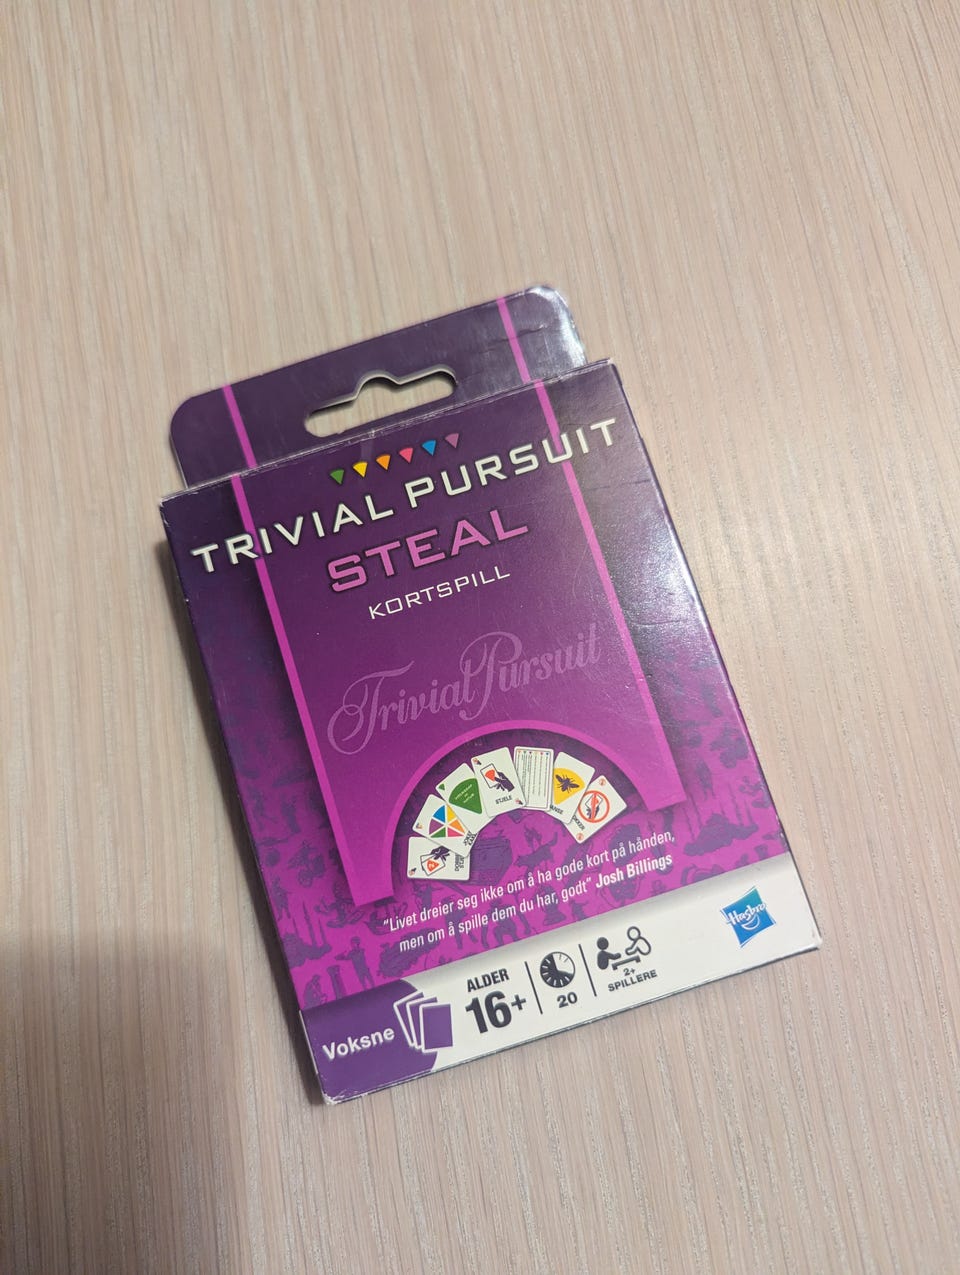 TRIVIAL PURSUIT
STEAL
KORTSPILL
Trivial Pursuit
STJELE
"Livet dreier seg ikke om å ha gode kort på hånden,
men om å spille dem du har, godt" Josh Billings
Hasbro
Voksne
ALDER
16+
20
2+
SPILLERE